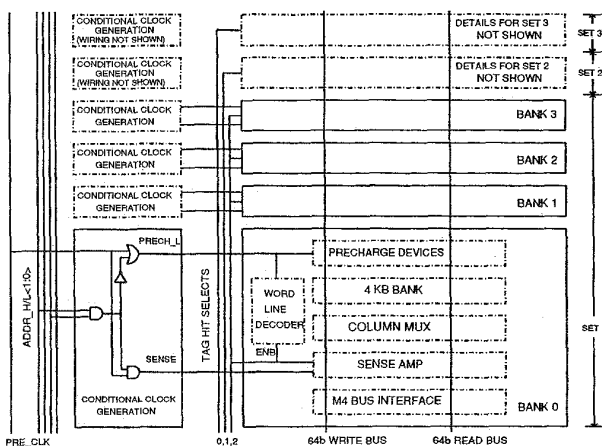 CONDITIONAL CLOCK
GENERATION
(WIRING NOT SHOWN)
DETAILS FOR SET 3
NOT SHOWN
SET 3
CONDITIONAL CLOCK
GENERATION
(WIRING NOT SHOWN)
DETAILS FOR SET 2
NOT SHOWN
SET 2
CONDITIONAL CLOCK
GENERATION
BANK 3
CONDITIONAL CLOCK
GENERATION
BANK 2
CONDITIONAL CLOCK
GENERATION
BANK 1
ADDR_H/L<1:0>
PRECH_L
SENSE
CONDITIONAL CLOCK
GENERATION
TAG HIT SELECTS
WORD
LINE
DECODER
ENB
PRECHARGE DEVICES
4 KB BANK
COLUMN MUX
SENSE AMP
M4 BUS INTERFACE
BANK 0
SET
PRE_CLK
0,1,2
64b WRITE BUS
64b READ BUS